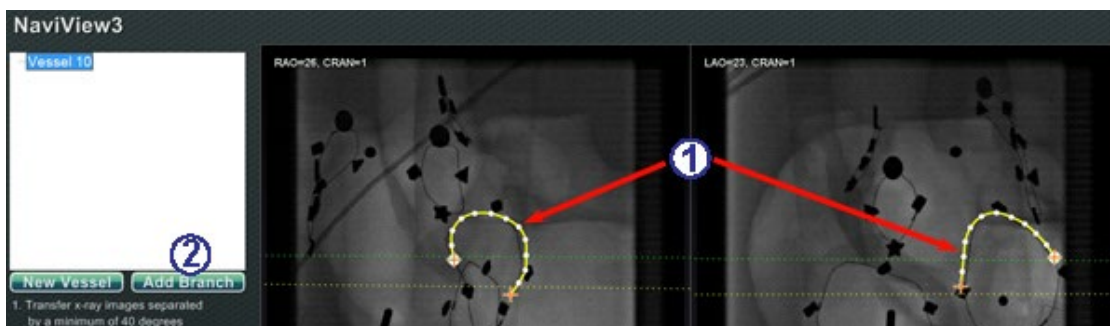 NaviView3
Vessel 10
RAO=26, CRAN=1
LAO=23, CRAN=1
1
2
New Vessel
Add Branch
1. Transfer x-ray images separated
by a minimum of 40 degrees